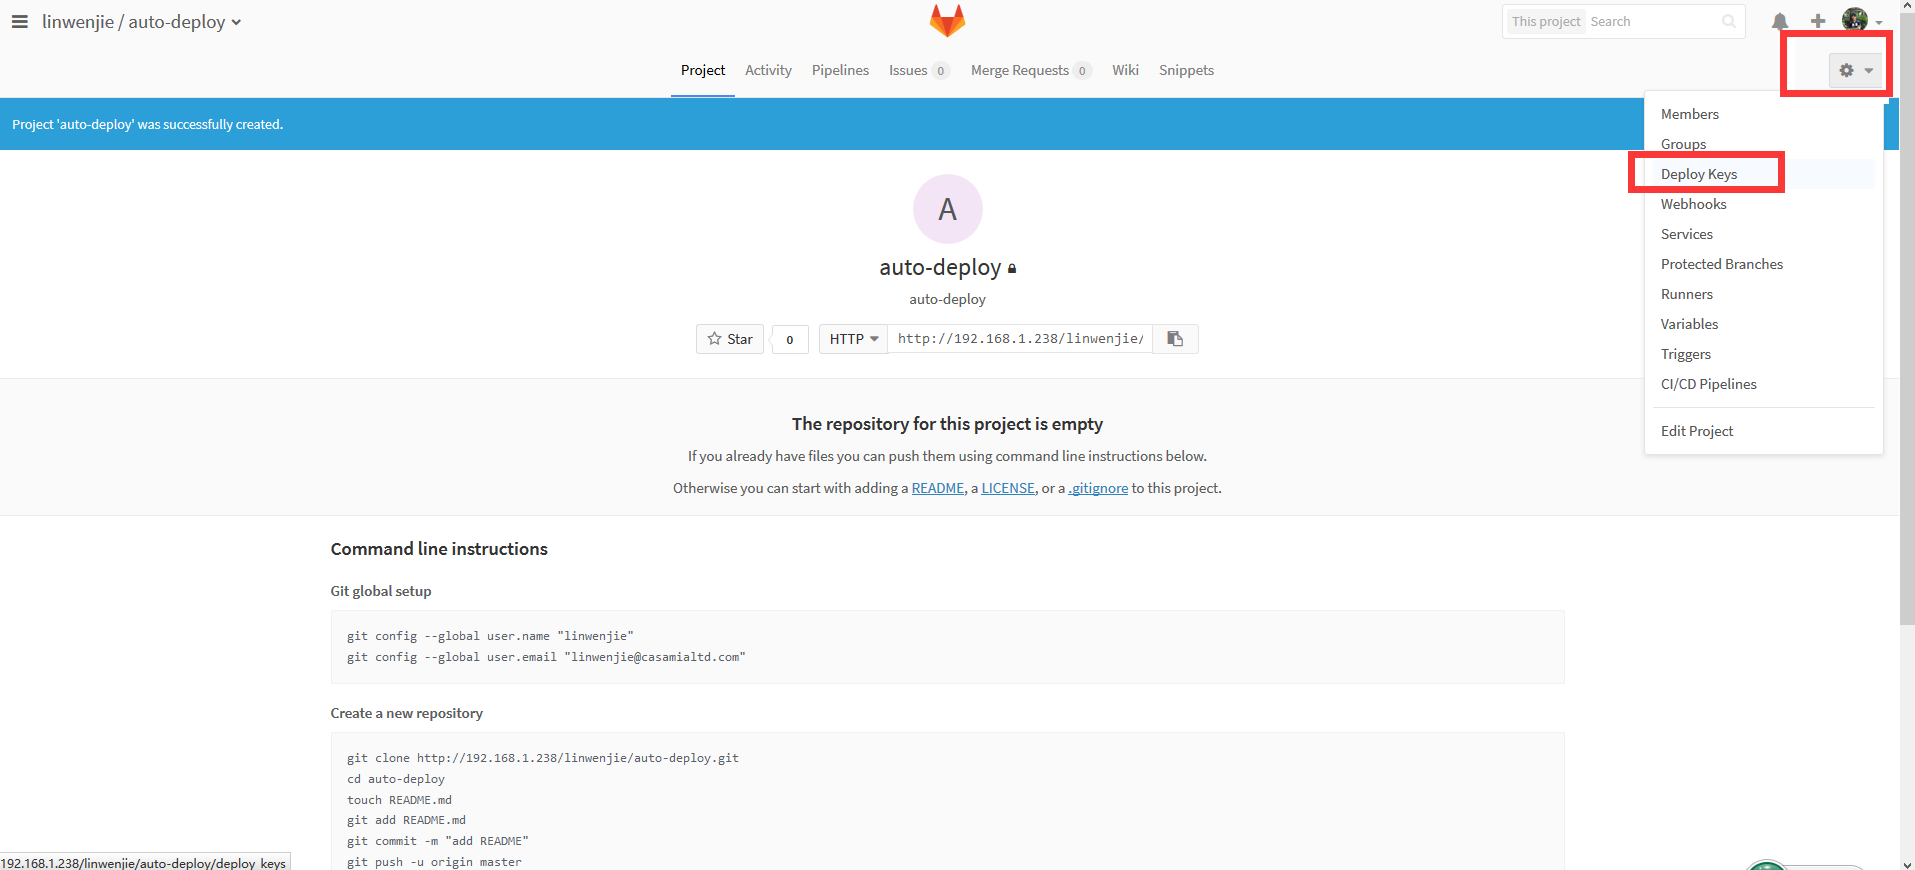 linwenjie / auto-deploy
This project Search
Project Activity Pipelines Issues 0 Merge Requests 0 Wiki Snippets
Project 'auto-deploy' was successfully created.
Members
Groups
Deploy Keys
Webhooks
Services
Protected Branches
Runners
Variables
Triggers
CI/CD Pipelines
Edit Project
A
auto-deploy
auto-deploy
Star 0 HTTP http://192.168.1.238/linwenjie/
The repository for this project is empty
If you already have files you can push them using command line instructions below.
Otherwise you can start with adding a README, a LICENSE, or a .gitignore to this project.
Command line instructions
Git global setup
git config --global user.name "linwenjie"
git config --global user.email "linwenjie@casamialtd.com"
Create a new repository
git clone http://192.168.1.238/linwenjie/auto-deploy.git
cd auto-deploy
touch README.md
git add README.md
git commit -m "add README"
git push -u origin master
192.168.1.238/linwenjie/auto-deploy/deploy_keys